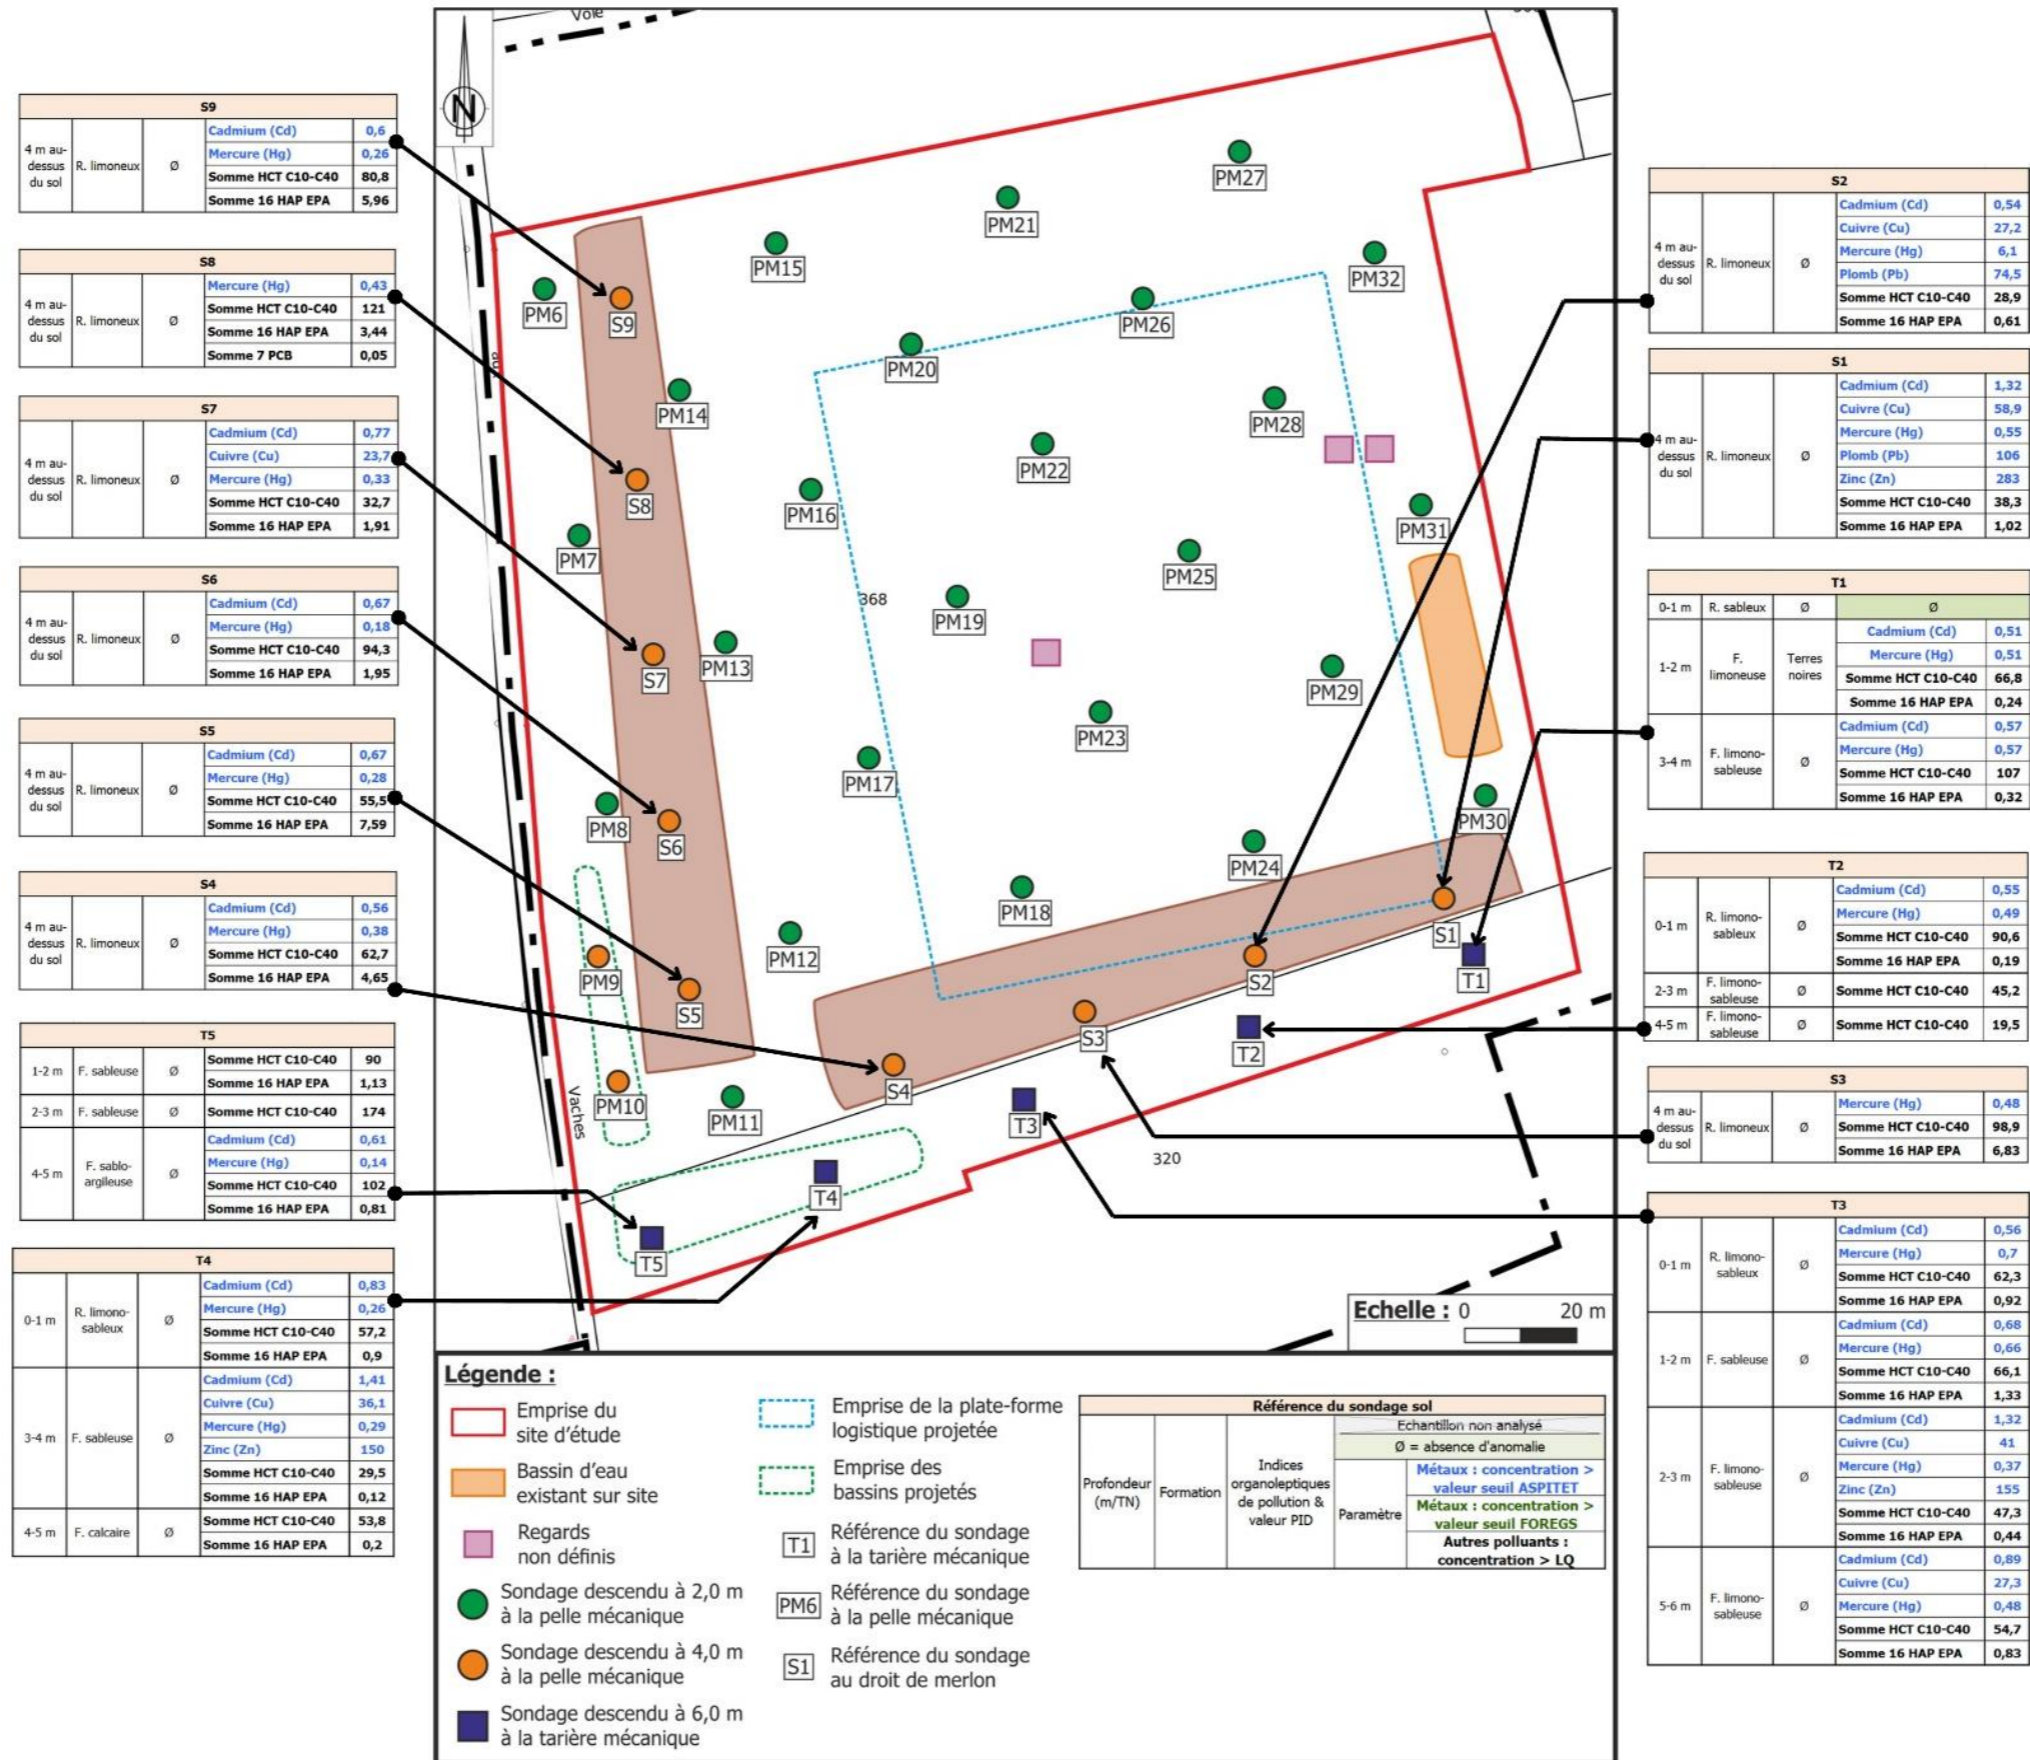 Voie
N
S9
4 m au-dessus du sol R. limoneux Ø
Cadmium (Cd) 0,6
Mercure (Hg) 0,26
Somme HCT C10-C40 80,8
Somme 16 HAP EPA 5,96
S8
4 m au-dessus du sol R. limoneux Ø
Mercure (Hg) 0,43
Somme HCT C10-C40 121
Somme 16 HAP EPA 3,44
Somme 7 PCB 0,05
S7
4 m au-dessus du sol R. limoneux Ø
Cadmium (Cd) 0,77
Cuivre (Cu) 23,7
Mercure (Hg) 0,33
Somme HCT C10-C40 32,7
Somme 16 HAP EPA 1,91
S6
4 m au-dessus du sol R. limoneux Ø
Cadmium (Cd) 0,67
Mercure (Hg) 0,18
Somme HCT C10-C40 94,3
Somme 16 HAP EPA 1,95
S5
4 m au-dessus du sol R. limoneux Ø
Cadmium (Cd) 0,67
Mercure (Hg) 0,28
Somme HCT C10-C40 55,5
Somme 16 HAP EPA 7,59
S4
4 m au-dessus du sol R. limoneux Ø
Cadmium (Cd) 0,56
Mercure (Hg) 0,38
Somme HCT C10-C40 62,7
Somme 16 HAP EPA 4,65
T5
1-2 m F. sableuse Ø
Somme HCT C10-C40 90
Somme 16 HAP EPA 1,13
2-3 m F. sableuse Ø Somme HCT C10-C40 174
4-5 m F. sablo-argileuse Ø
Cadmium (Cd) 0,61
Mercure (Hg) 0,14
Somme HCT C10-C40 102
Somme 16 HAP EPA 0,81
T4
0-1 m R. limono-sableux Ø
Cadmium (Cd) 0,83
Mercure (Hg) 0,26
Somme HCT C10-C40 57,2
Somme 16 HAP EPA 0,9
3-4 m F. sableuse Ø
Cadmium (Cd) 1,41
Cuivre (Cu) 36,1
Mercure (Hg) 0,29
Zinc (Zn) 150
Somme HCT C10-C40 29,5
Somme 16 HAP EPA 0,12
4-5 m F. calcaire Ø
Somme HCT C10-C40 53,8
Somme 16 HAP EPA 0,2
PM27
PM21
PM15
PM32
PM6
S9
PM26
PM20
PM14
PM28
PM22
S8
PM16
PM31
PM7
PM25
368
PM19
PM13
S7
PM29
PM23
PM17
PM8
PM30
S6
PM24
PM18
S1
PM12
PM9
S2
T1
S5
S3
T2
S4
PM10
PM11
T3
Vaches
320
T4
T5
Echelle : 0 20 m
S2
4 m au-dessus du sol R. limoneux Ø
Cadmium (Cd) 0,54
Cuivre (Cu) 27,2
Mercure (Hg) 6,1
Plomb (Pb) 74,5
Somme HCT C10-C40 28,9
Somme 16 HAP EPA 0,61
S1
4 m au-dessus du sol R. limoneux Ø
Cadmium (Cd) 1,32
Cuivre (Cu) 58,9
Mercure (Hg) 0,55
Plomb (Pb) 106
Zinc (Zn) 283
Somme HCT C10-C40 38,3
Somme 16 HAP EPA 1,02
T1
0-1 m R. sableux Ø Ø
1-2 m F. limoneuse Terres noires
Cadmium (Cd) 0,51
Mercure (Hg) 0,51
Somme HCT C10-C40 66,8
Somme 16 HAP EPA 0,24
3-4 m F. limono-sableuse Ø
Cadmium (Cd) 0,57
Mercure (Hg) 0,57
Somme HCT C10-C40 107
Somme 16 HAP EPA 0,32
T2
0-1 m R. limono-sableux Ø
Cadmium (Cd) 0,55
Mercure (Hg) 0,49
Somme HCT C10-C40 90,6
Somme 16 HAP EPA 0,19
2-3 m F. limono-sableuse Ø Somme HCT C10-C40 45,2
4-5 m F. limono-sableuse Ø Somme HCT C10-C40 19,5
S3
4 m au-dessus du sol R. limoneux Ø
Mercure (Hg) 0,48
Somme HCT C10-C40 98,9
Somme 16 HAP EPA 6,83
T3
0-1 m R. limono-sableux Ø
Cadmium (Cd) 0,56
Mercure (Hg) 0,7
Somme HCT C10-C40 62,3
Somme 16 HAP EPA 0,92
1-2 m F. sableuse Ø
Cadmium (Cd) 0,68
Mercure (Hg) 0,66
Somme HCT C10-C40 66,1
Somme 16 HAP EPA 1,33
2-3 m F. limono-sableuse Ø
Cadmium (Cd) 1,32
Cuivre (Cu) 41
Mercure (Hg) 0,37
Zinc (Zn) 155
Somme HCT C10-C40 47,3
Somme 16 HAP EPA 0,44
5-6 m F. limono-sableuse Ø
Cadmium (Cd) 0,89
Cuivre (Cu) 27,3
Mercure (Hg) 0,48
Somme HCT C10-C40 54,7
Somme 16 HAP EPA 0,83
Légende :
Emprise du
site d'étude
Bassin d'eau
existant sur site
Regards
non définis
Sondage descendu à 2,0 m
à la pelle mécanique
Sondage descendu à 4,0 m
à la pelle mécanique
Sondage descendu à 6,0 m
à la tarière mécanique
Emprise de la plate-forme
logistique projetée
Emprise des
bassins projetés
T1 Référence du sondage
à la tarière mécanique
PM6 Référence du sondage
à la pelle mécanique
S1 Référence du sondage
au droit de merlon
Référence du sondage sol
Profondeur (m/TN)
Formation
Indices organoleptiques de pollution & valeur PID
Echantillon non analysé
Ø = absence d'anomalie
Paramètre
Métaux : concentration >
valeur seuil ASPITET
Métaux : concentration >
valeur seuil FOREGS
Autres polluants :
concentration > LQ